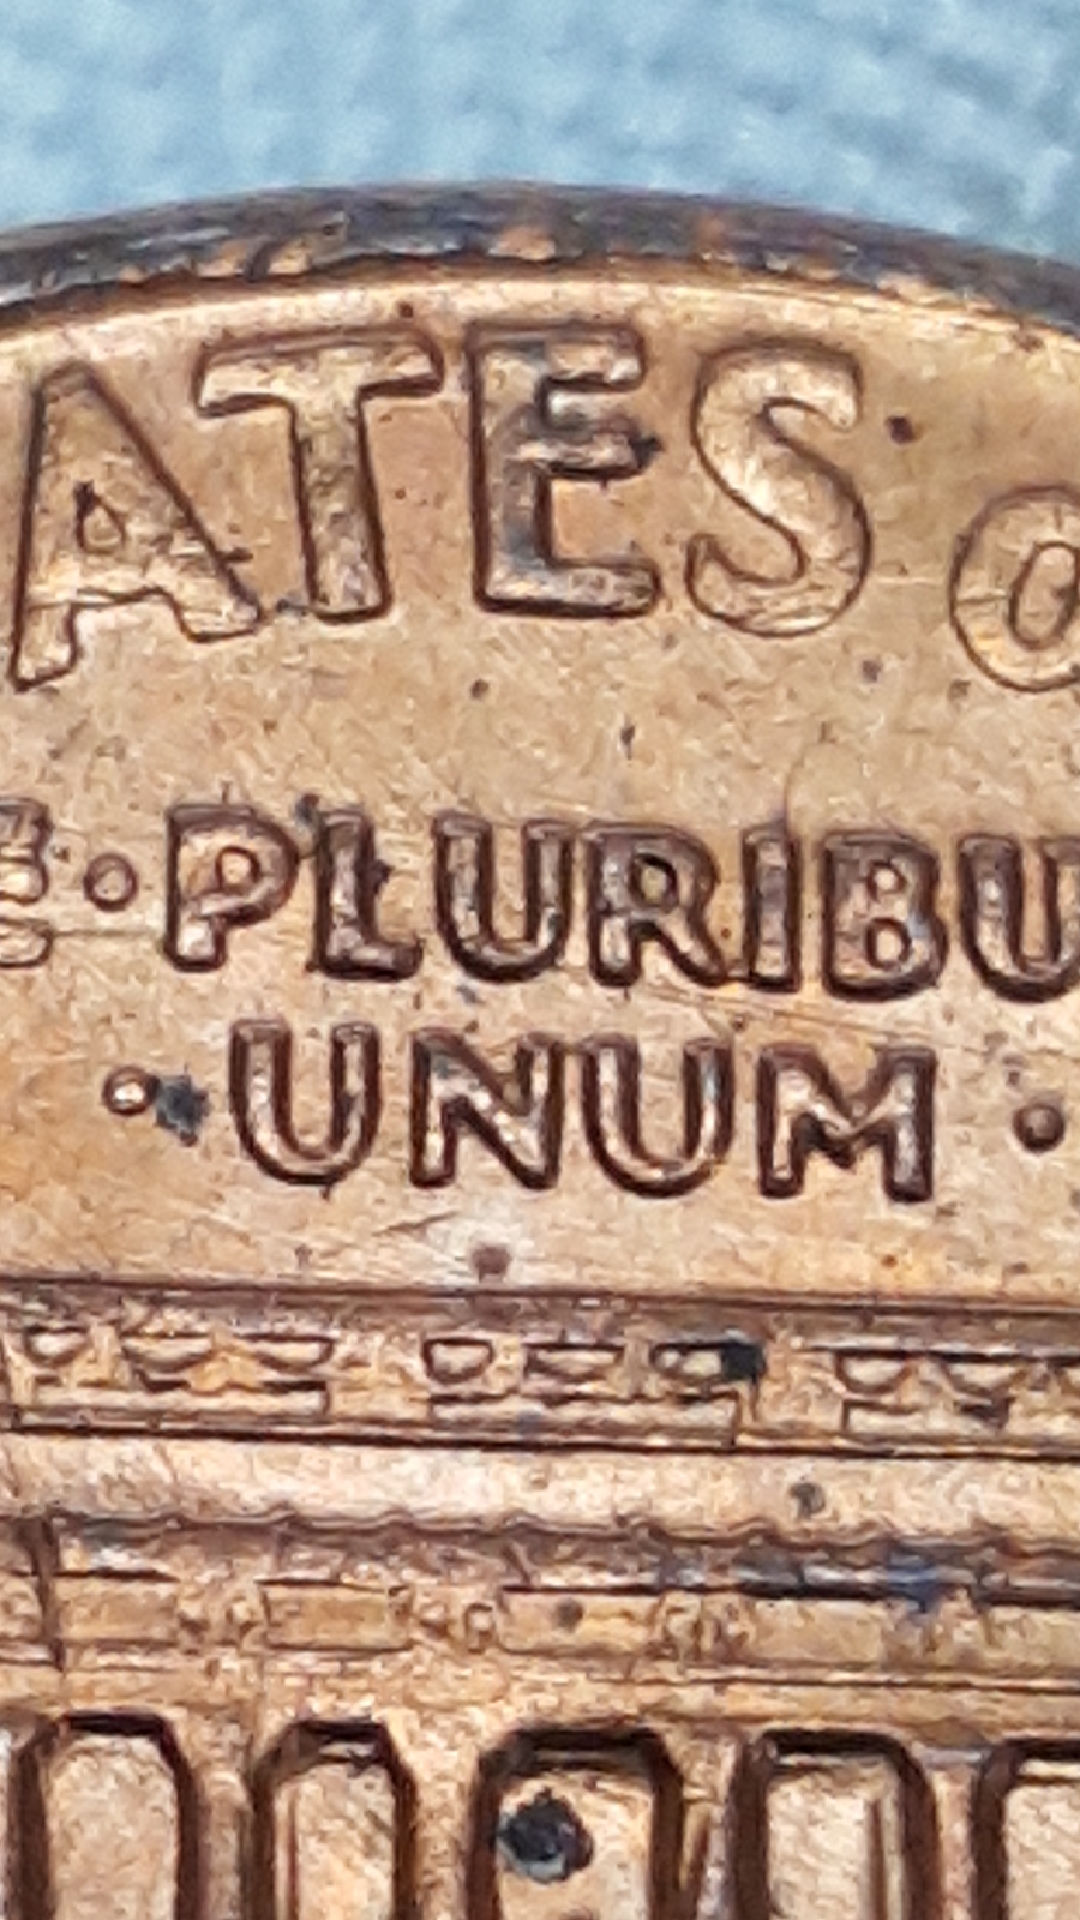 ATES O
E·PLURIBU
·UNUM·